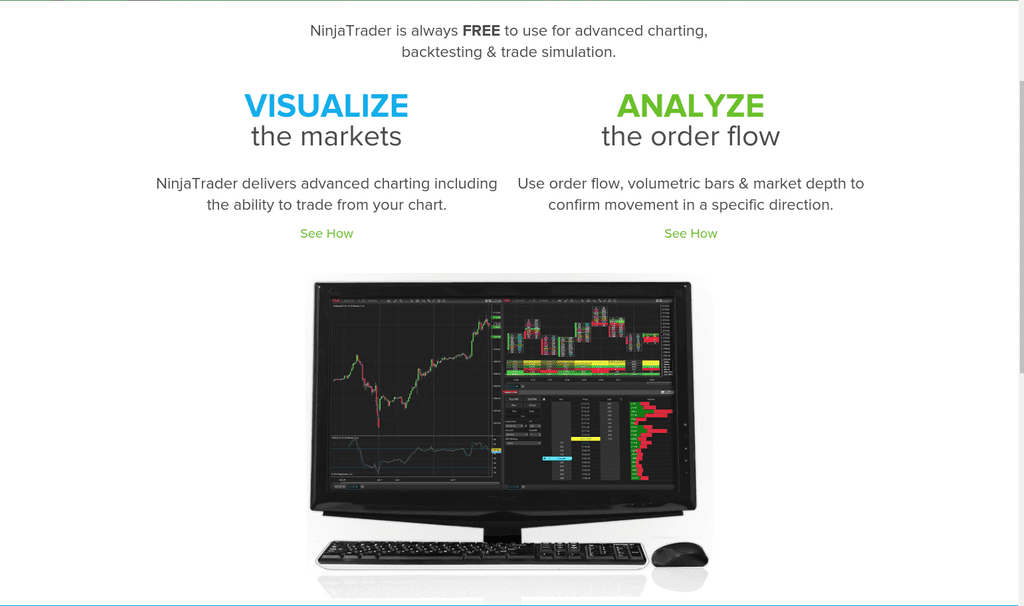 NinjaTrader is always FREE to use for advanced charting,
backtesting & trade simulation.
VISUALIZE
the markets
NinjaTrader delivers advanced charting including
the ability to trade from your chart.
See How
ANALYZE
the order flow
Use order flow, volumetric bars & market depth to
confirm movement in a specific direction.
See How